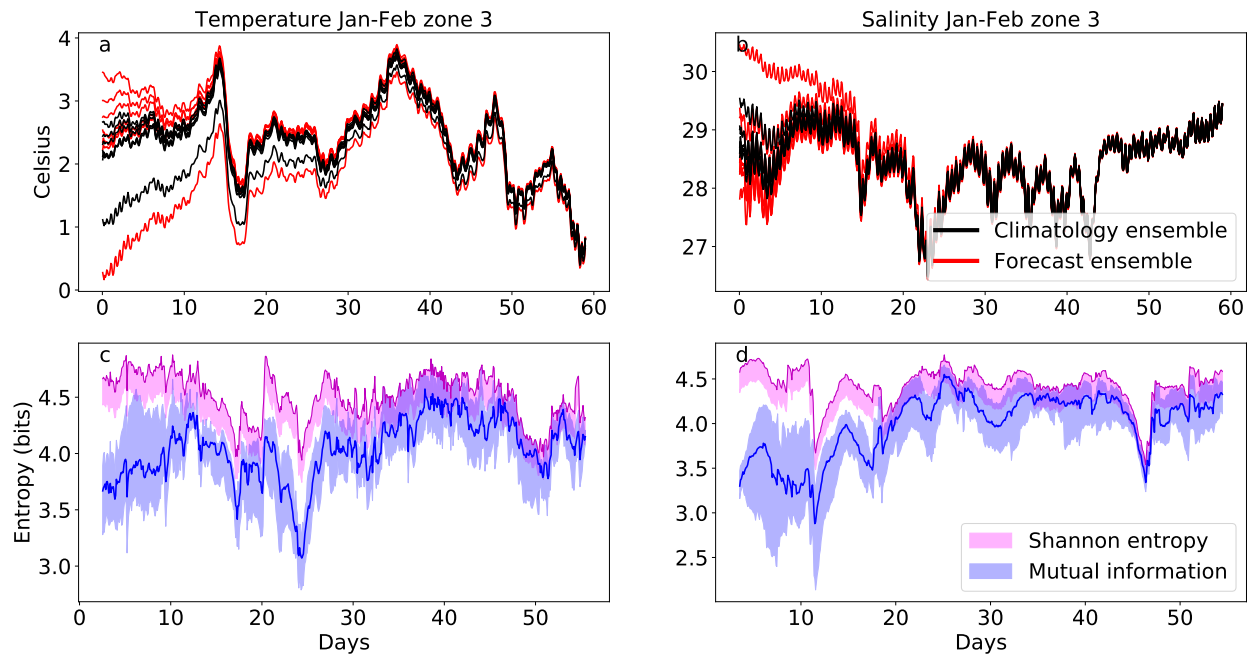 Temperature Jan-Feb zone 3
Salinity Jan-Feb zone 3
a
4
3
2
1
0
Celsius
0 10 20 30 40 50 60
b
30
29
28
27
0 10 20 30 40 50 60
Climatology ensemble
Forecast ensemble
c
4.5
4.0
3.5
3.0
Entropy (bits)
0 10 20 30 40 50
Days
d
4.5
4.0
3.5
3.0
2.5
10 20 30 40 50
Days
Shannon entropy
Mutual information